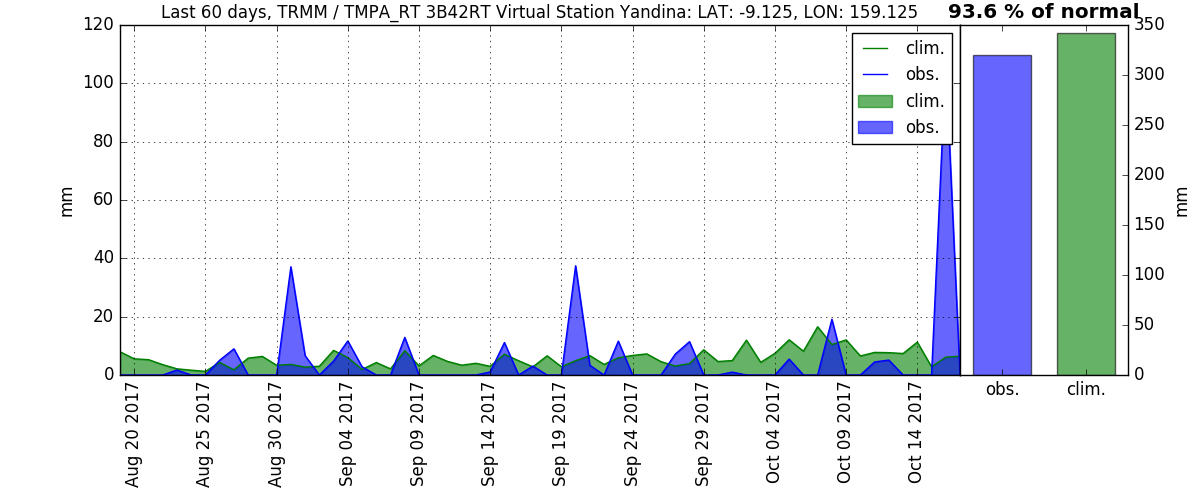 Last 60 days, TRMM / TMPA_RT 3B42RT Virtual Station Yandina: LAT: -9.125, LON: 159.125
93.6 % of normal
120
100
80
60
40
20
0
mm
clim.
obs.
clim.
obs.
350
300
250
200
150
100
50
0
mm
Aug 20 2017
Aug 25 2017
Aug 30 2017
Sep 04 2017
Sep 09 2017
Sep 14 2017
Sep 19 2017
Sep 24 2017
Sep 29 2017
Oct 04 2017
Oct 09 2017
Oct 14 2017
obs.
clim.